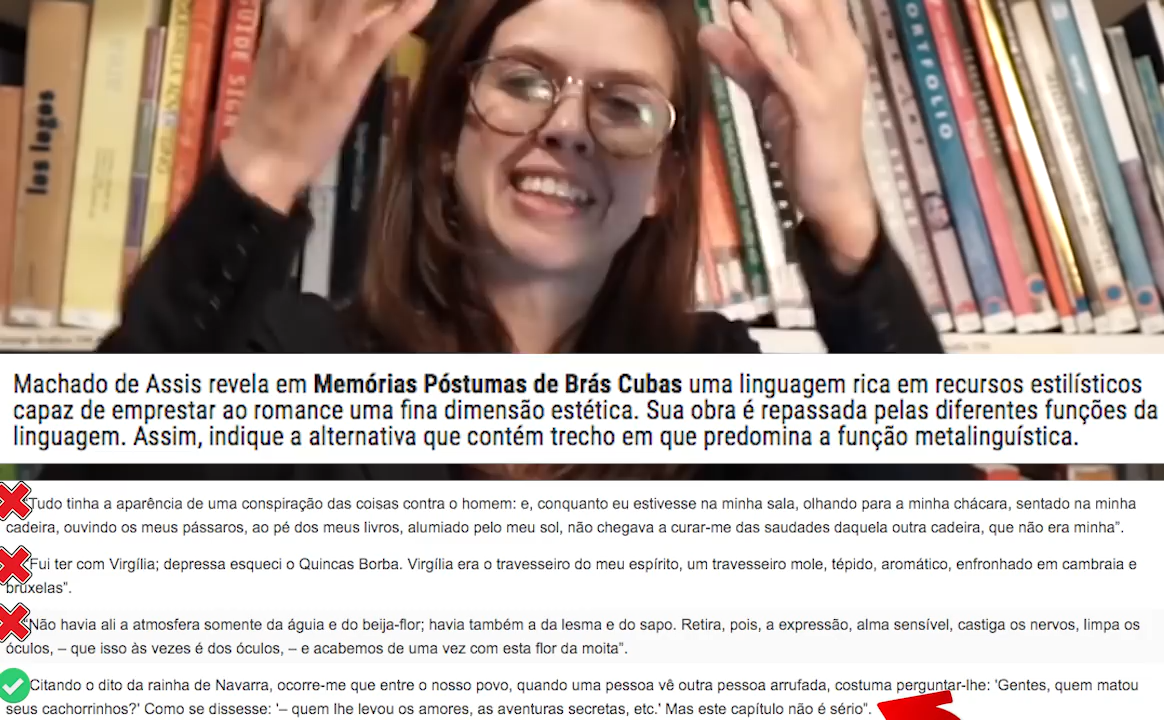 los logos
GUIDE SIGN
PORTFOLIO
Machado de Assis revela em Memórias Póstumas de Brás Cubas uma linguagem rica em recursos estilísticos
capaz de emprestar ao romance uma fina dimensão estética. Sua obra é repassada pelas diferentes funções da
linguagem. Assim, indique a alternativa que contém trecho em que predomina a função metalinguística.
Tudo tinha a aparência de uma conspiração das coisas contra o homem: e, conquanto eu estivesse na minha sala, olhando para a minha chácara, sentado na minha
cadeira, ouvindo os meus pássaros, ao pé dos meus livros, alumiado pelo meu sol, não chegava a curar-me das saudades daquela outra cadeira, que não era minha”.
“Fui ter com Virgília; depressa esqueci o Quincas Borba. Virgília era o travesseiro do meu espírito, um travesseiro mole, tépido, aromático, enfronhado em cambraia e
bruxelas”.
“Não havia ali a atmosfera somente da águia e do beija-flor; havia também a da lesma e do sapo. Retira, pois, a expressão, alma sensível, castiga os nervos, limpa os
óculos, – que isso às vezes é dos óculos, – e acabemos de uma vez com esta flor da moita”.
Citando o dito da rainha de Navarra, ocorre-me que entre o nosso povo, quando uma pessoa vê outra pessoa arrufada, costuma perguntar-lhe: 'Gentes, quem matou
seus cachorrinhos?' Como se dissesse: '– quem lhe levou os amores, as aventuras secretas, etc.' Mas este capítulo não é sério”.